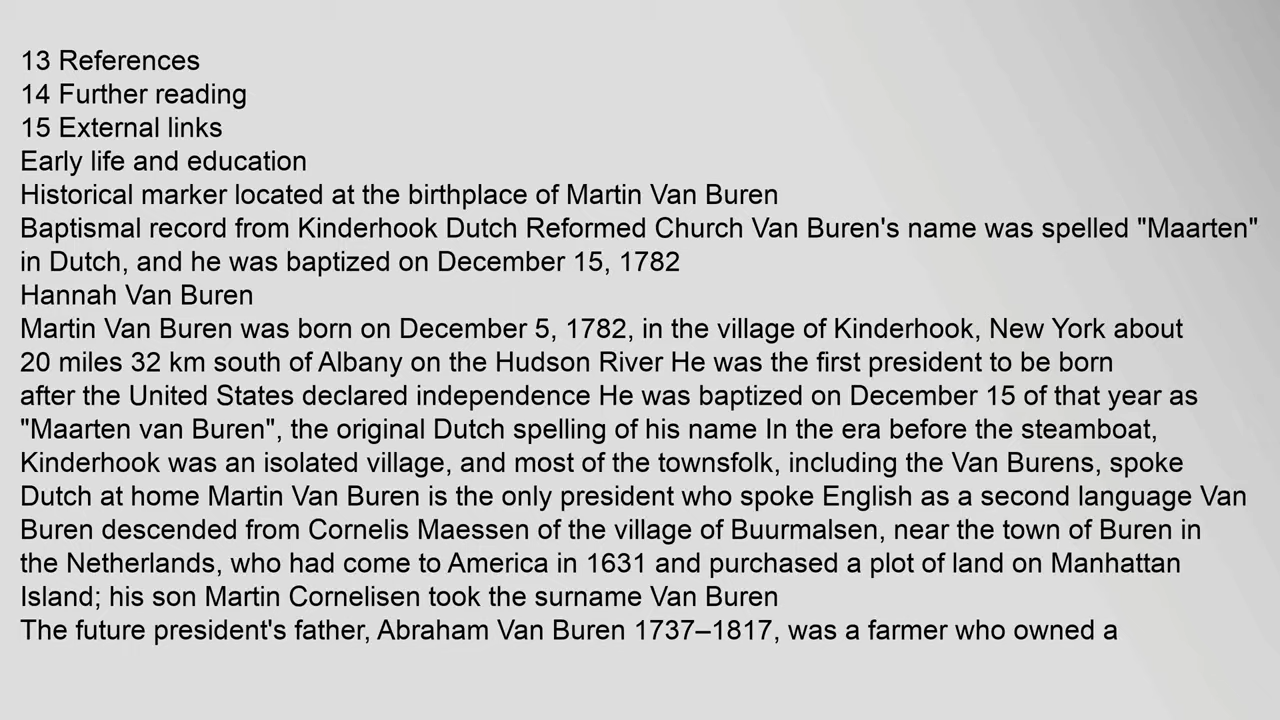 13 References
14 Further reading
15 External links
Early life and education
Historical marker located at the birthplace of Martin Van Buren
Baptismal record from Kinderhook Dutch Reformed Church Van Buren's name was spelled "Maarten"
in Dutch, and he was baptized on December 15, 1782
Hannah Van Buren
Martin Van Buren was born on December 5, 1782, in the village of Kinderhook, New York about
20 miles 32 km south of Albany on the Hudson River He was the first president to be born
after the United States declared independence He was baptized on December 15 of that year as
"Maarten van Buren", the original Dutch spelling of his name In the era before the steamboat,
Kinderhook was an isolated village, and most of the townsfolk, including the Van Burens, spoke
Dutch at home Martin Van Buren is the only president who spoke English as a second language Van
Buren descended from Cornelis Maessen of the village of Buurmalsen, near the town of Buren in
the Netherlands, who had come to America in 1631 and purchased a plot of land on Manhattan
Island; his son Martin Cornelisen took the surname Van Buren
The future president's father, Abraham Van Buren 1737–1817, was a farmer who owned a